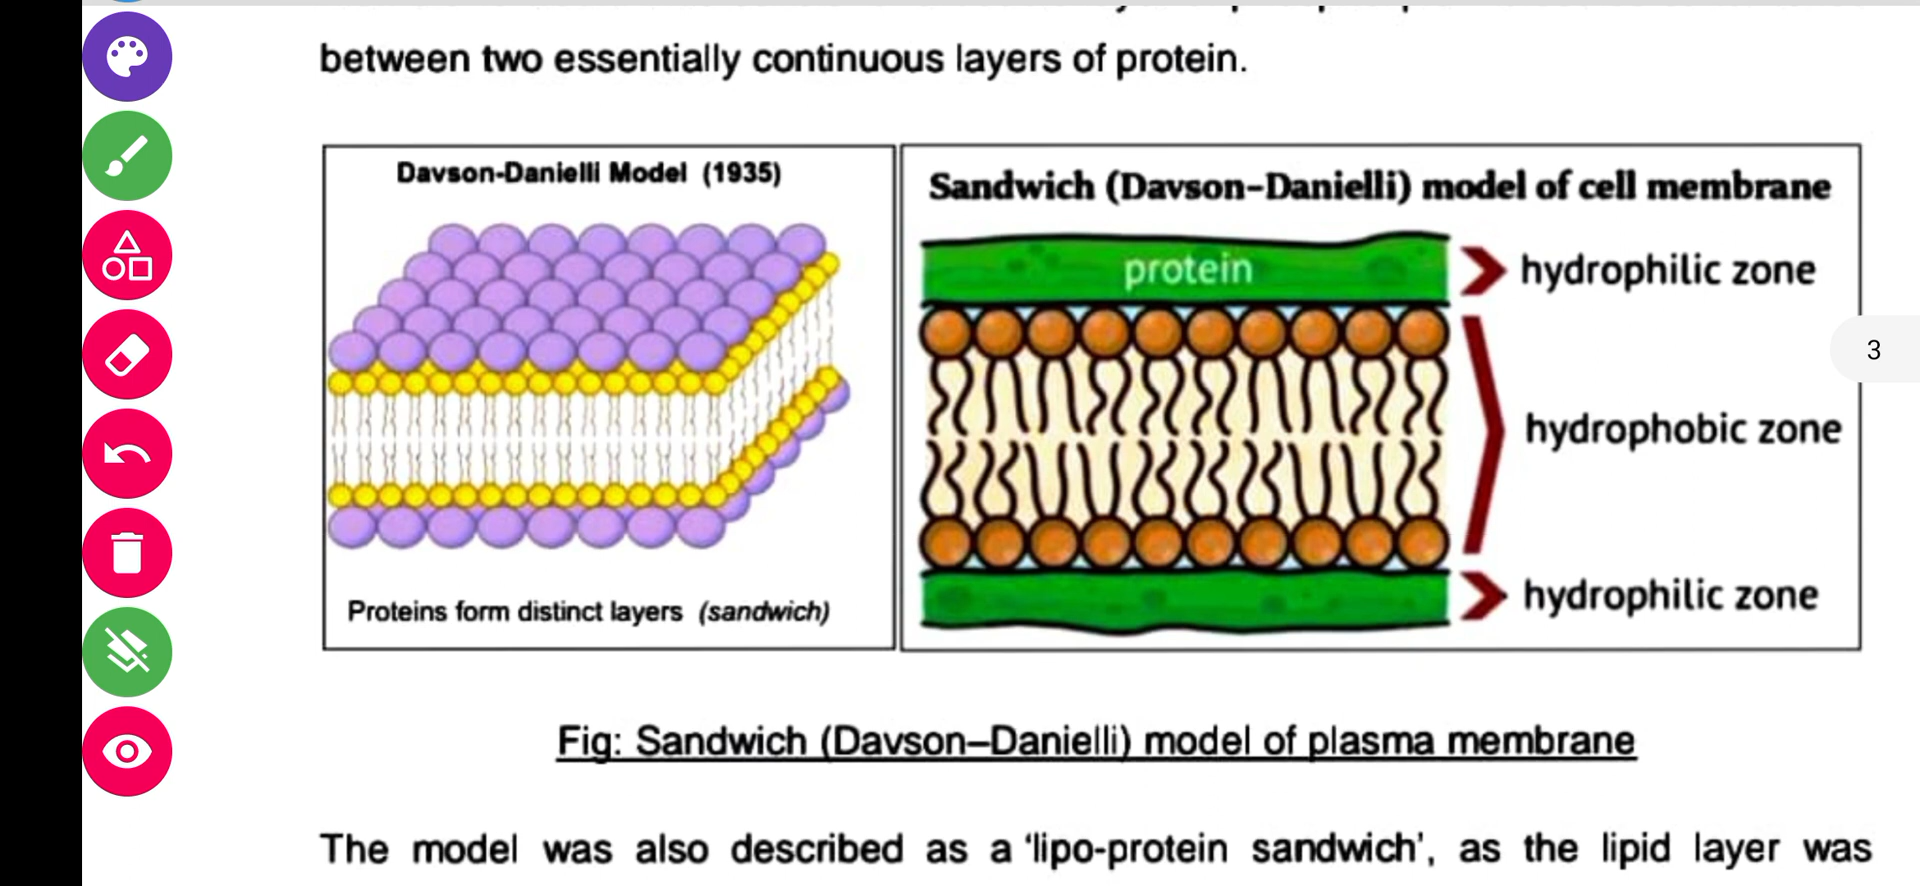 between two essentially continuous layers of protein.
Davson-Danielli Model (1935)
Proteins form distinct layers (sandwich)
Sandwich (Davson–Danielli) model of cell membrane
protein
hydrophilic zone
hydrophobic zone
hydrophilic zone
3
Fig: Sandwich (Davson–Danielli) model of plasma membrane
The model was also described as a ‘lipo-protein sandwich’, as the lipid layer was